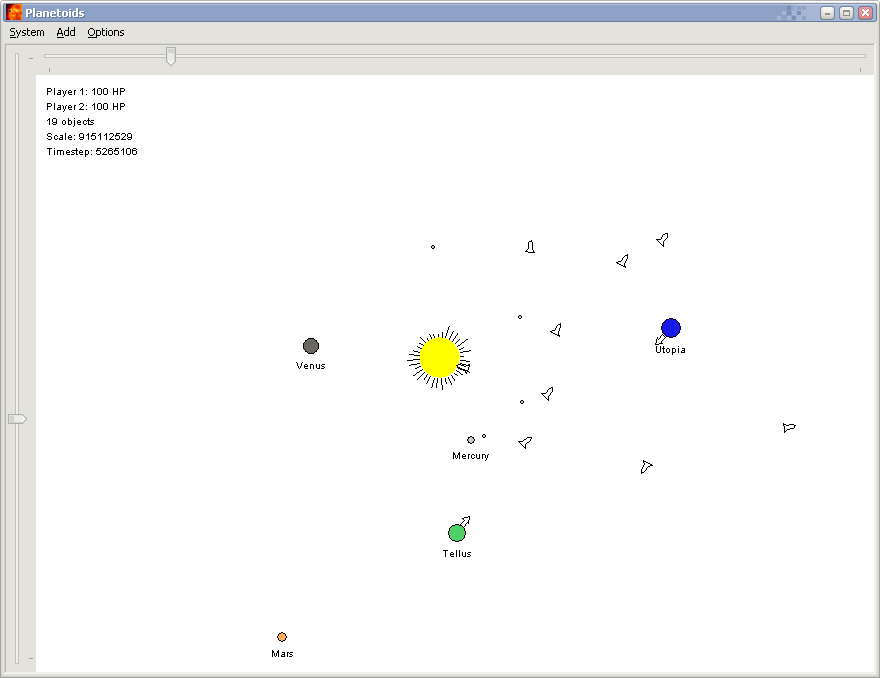 Planetoids
System Add Options
Player 1: 100 HP
Player 2: 100 HP
19 objects
Scale: 915112529
Timestep: 5265106
Venus
Utopia
Mercury
Tellus
Mars